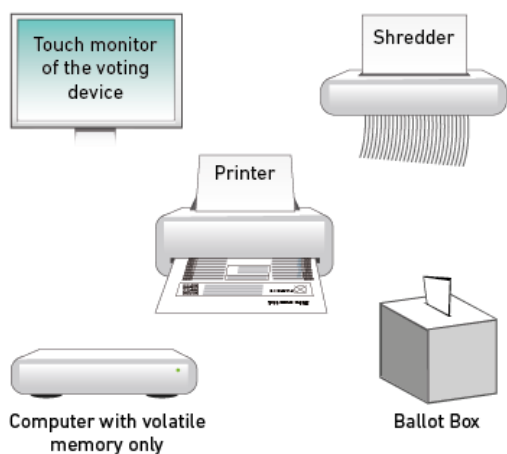 Touch monitor
of the voting
device
Shredder
Printer
Computer with volatile
memory only
Ballot Box